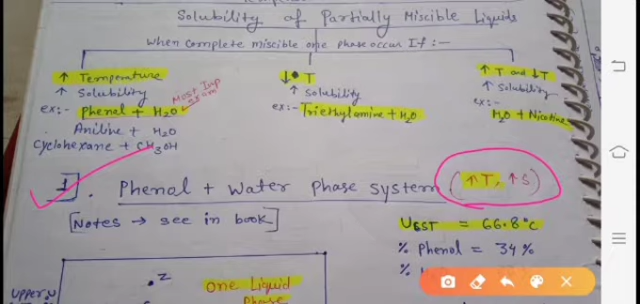 Solubility of Partially Miscible Liquids
When complete miscible one phase occur If :-
↑ Temperature
↑ Solubility
ex:- Phenol + H2O
Most Imp
Aniline + H2O
Cyclohexane + CH3OH
↓ T
↑ Solubility
ex:- Triethylamine + H2O
↑ T and ↓ T
↑ Solubility
ex:-
H2O + Nicotine
1]. Phenol + Water phase system (↑T, ↑S)
[Notes → see in book]
UCST = 66.8°C
% Phenol = 34%
%
Upper
.Z
One Liquid
Phase